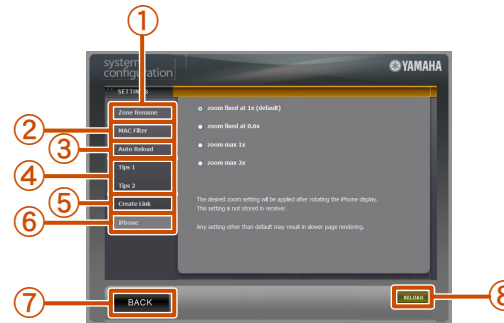 ①
system
configuration
YAMAHA
SETTINGS
② Zone Rename
MAC Filter
③ Auto Reload
④ Tips 1
Tips 2
⑤ Create Link
⑥ iPhone
zoom fixed at 1x (default)
zoom fixed at 0.6x
zoom max 1x
zoom max 2x
The desired zoom setting will be applied after rotating the iPhone display.
This setting is not stored in receiver.
Any setting other than default may result in slower page rendering.
⑦ BACK
RELOAD ⑧